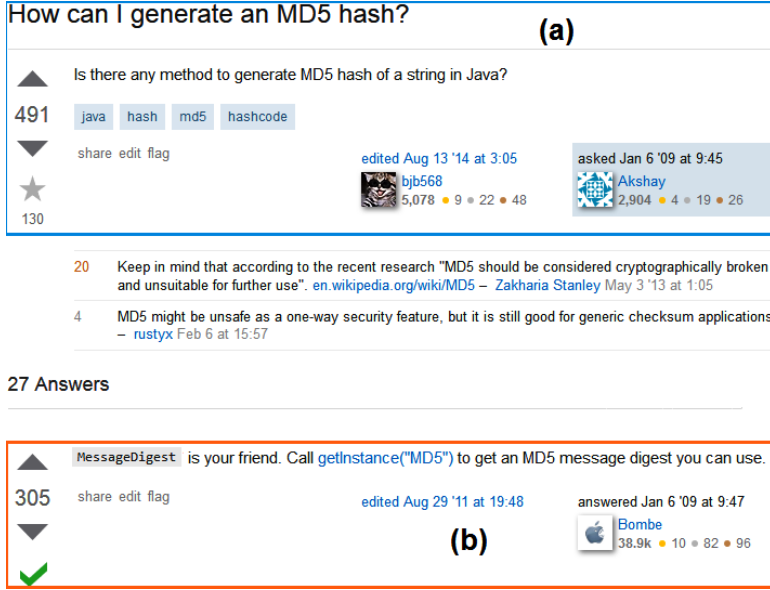 How can I generate an MD5 hash?
(a)
Is there any method to generate MD5 hash of a string in Java?
491
java hash md5 hashcode
share edit flag
edited Aug 13 '14 at 3:05
asked Jan 6 '09 at 9:45
bjb568
Akshay
5,078 9 22 48
2,904 4 19 26
130
20 Keep in mind that according to the recent research "MD5 should be considered cryptographically broken
and unsuitable for further use". en.wikipedia.org/wiki/MD5 – Zakharia Stanley May 3 '13 at 1:05
4 MD5 might be unsafe as a one-way security feature, but it is still good for generic checksum applications
– rustyx Feb 6 at 15:57
27 Answers
MessageDigest is your friend. Call getInstance("MD5") to get an MD5 message digest you can use.
305
share edit flag
edited Aug 29 '11 at 19:48
answered Jan 6 '09 at 9:47
(b)
Bombe
38.9k 10 82 96